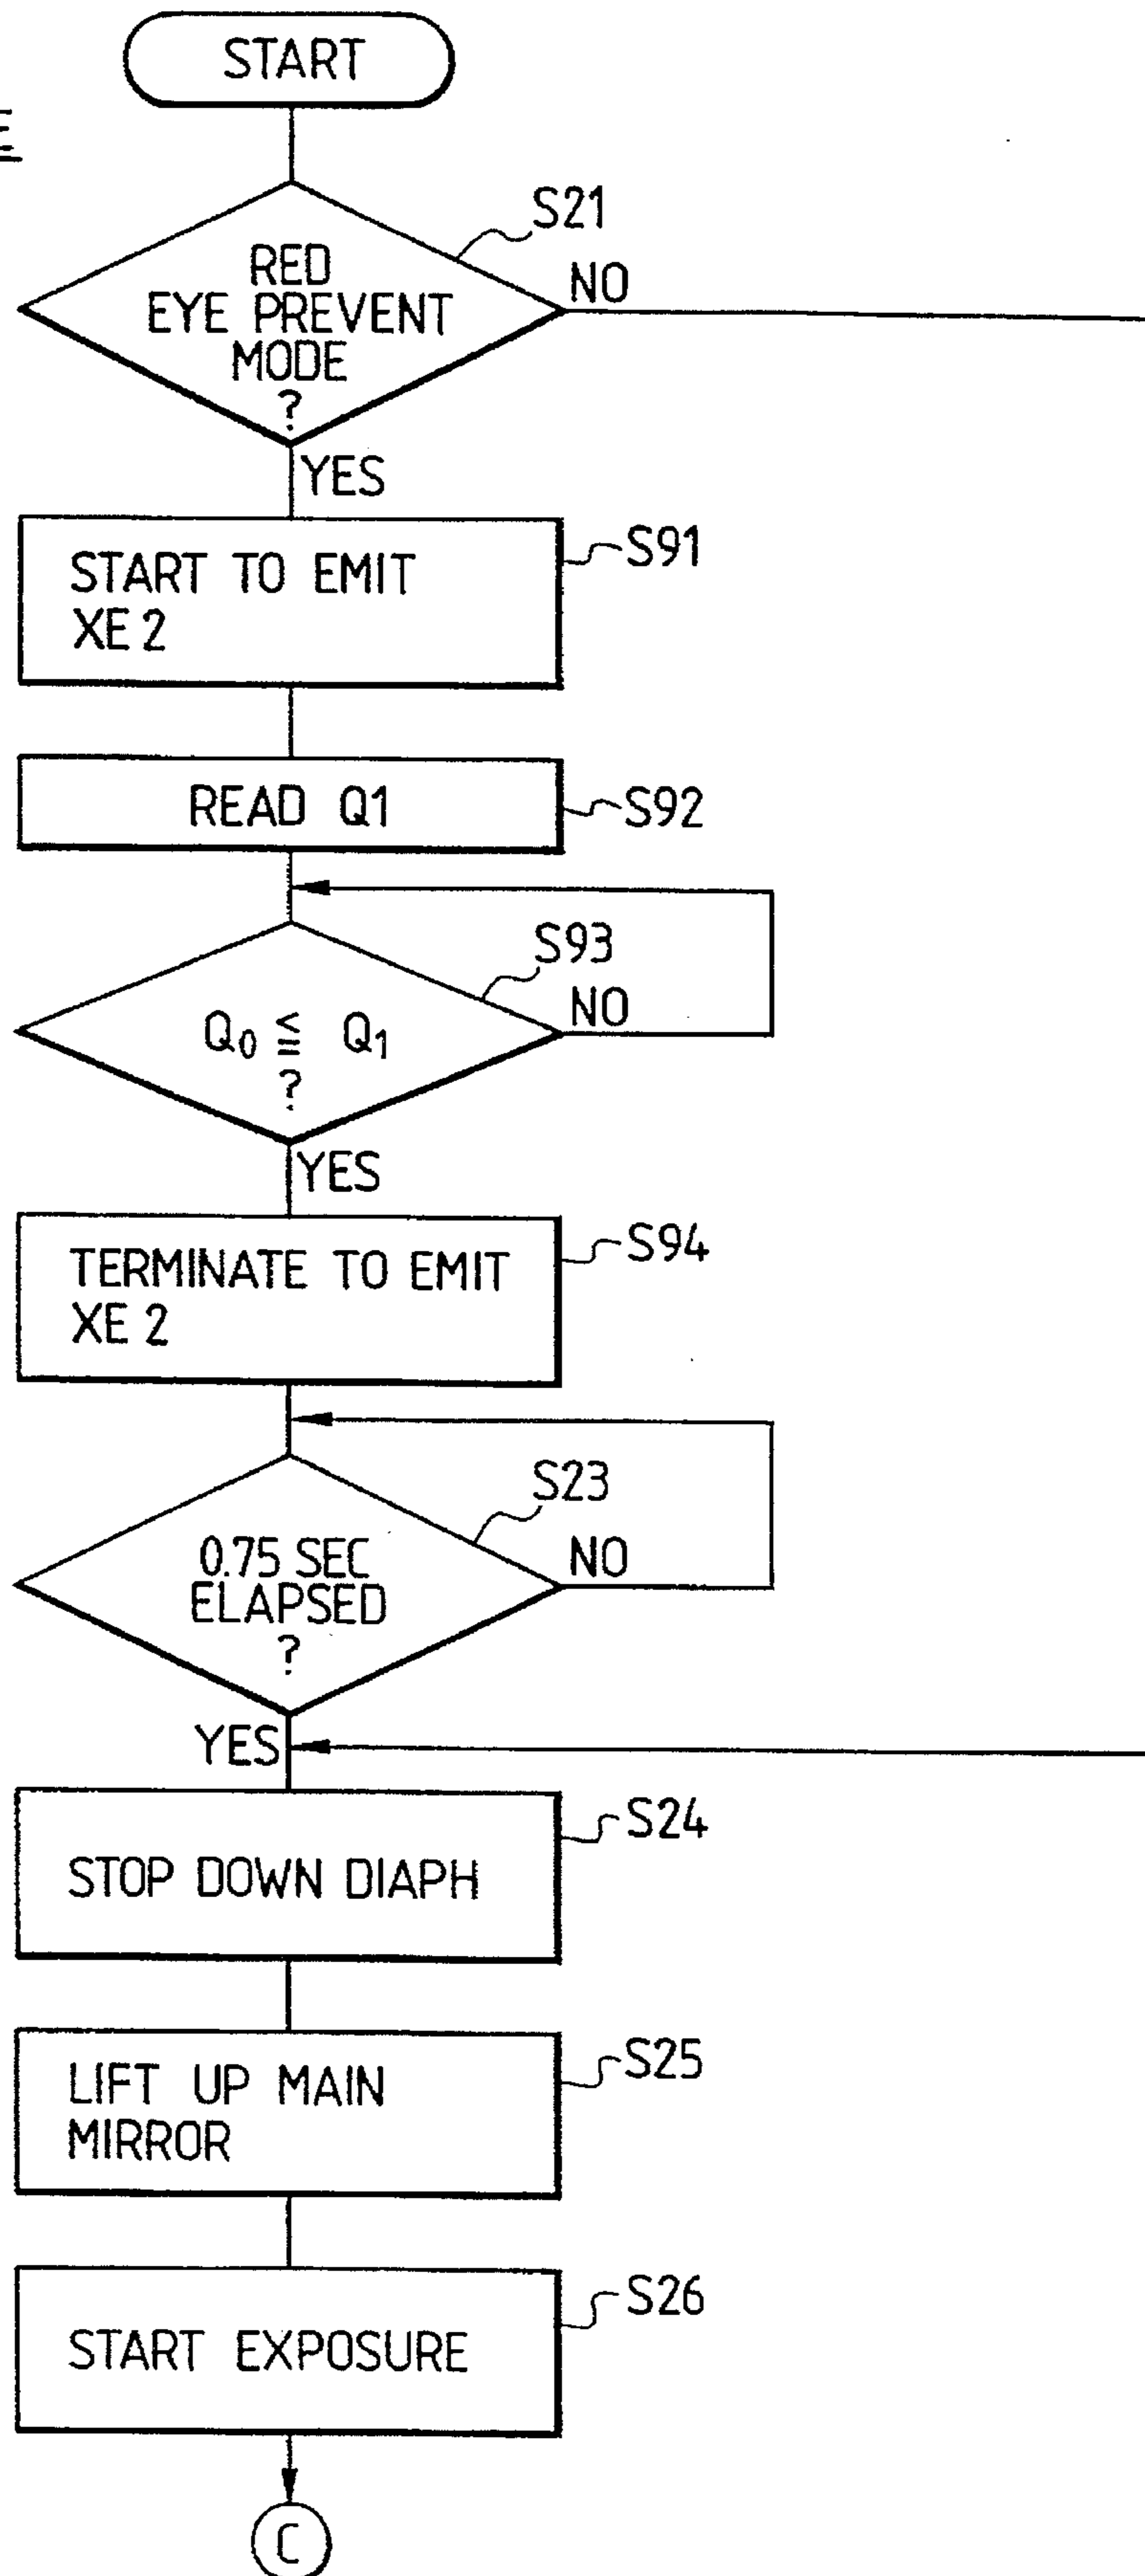 START
S21
RED
EYE PREVENT
MODE
?
NO
YES
START TO EMIT
XE 2
S91
READ Q1
S92
S93
Q₀ ≦ Q₁
?
NO
YES
TERMINATE TO EMIT
XE 2
S94
S23
0.75 SEC
ELAPSED
?
NO
YES
S24
STOP DOWN DIAPH
S25
LIFT UP MAIN
MIRROR
S26
START EXPOSURE
C